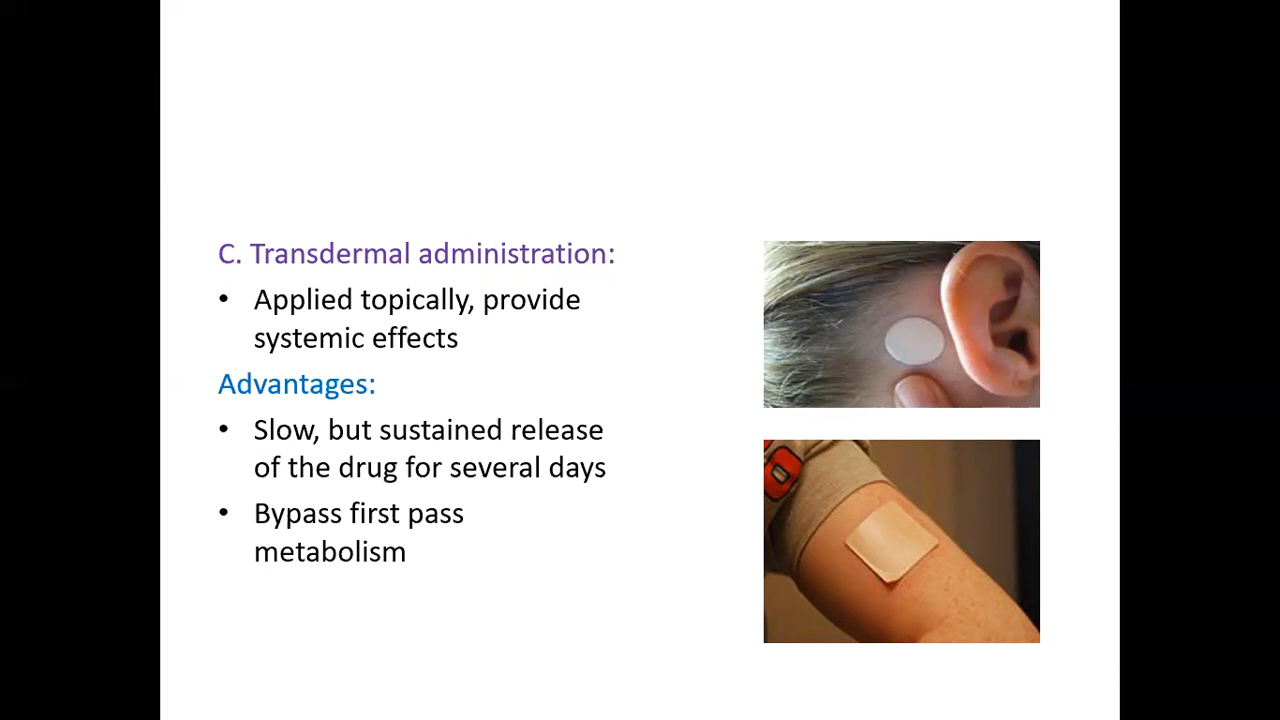 C. Transdermal administration:
• Applied topically, provide
systemic effects
Advantages:
• Slow, but sustained release
of the drug for several days
• Bypass first pass
metabolism